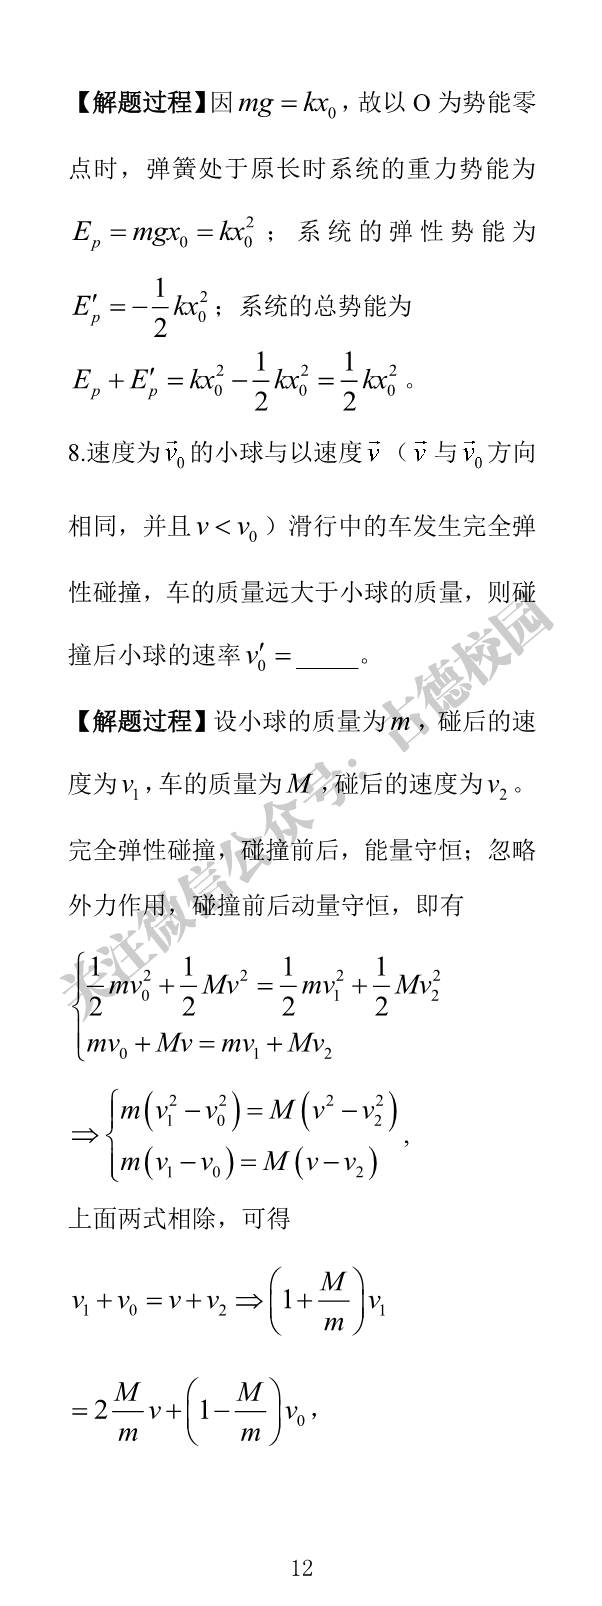 【解题过程】因 $mg = kx_0$，故以 O 为势能零
点时，弹簧处于原长时系统的重力势能为
$E_p = mgx_0 = kx_0^2$；系统的弹性势能为
$E_p' = -\frac{1}{2}kx_0^2$；系统的总势能为
$E_p + E_p' = kx_0^2 - \frac{1}{2}kx_0^2 = \frac{1}{2}kx_0^2$。
8.速度为 $\vec{v}_0$ 的小球与以速度 $\vec{v}$（$\vec{v}$ 与 $\vec{v}_0$ 方向
相同，并且 $v < v_0$）滑行中的车发生完全弹
性碰撞，车的质量远大于小球的质量，则碰
撞后小球的速率 $v_0' =$ _____。
【解题过程】设小球的质量为 $m$，碰后的速
度为 $v_1$，车的质量为 $M$，碰后的速度为 $v_2$。
完全弹性碰撞，碰撞前后，能量守恒；忽略
外力作用，碰撞前后动量守恒，即有
$\begin{cases} \frac{1}{2}mv_0^2 + \frac{1}{2}Mv^2 = \frac{1}{2}mv_1^2 + \frac{1}{2}Mv_2^2 \\ mv_0 + Mv = mv_1 + Mv_2 \end{cases}$
$\Rightarrow \begin{cases} m(v_1^2 - v_0^2) = M(v^2 - v_2^2) \\ m(v_1 - v_0) = M(v - v_2) \end{cases}$,
上面两式相除，可得
$v_1 + v_0 = v + v_2 \Rightarrow \left(1 + \frac{M}{m}\right)v_1$
$= 2\frac{M}{m}v + \left(1 - \frac{M}{m}\right)v_0$，
12
关注微信公众号：古德校园